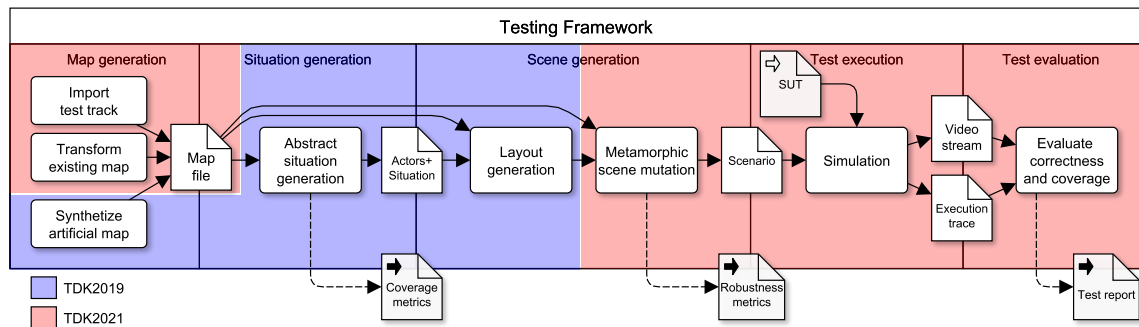 Testing Framework
Map generation
Situation generation
Scene generation
Test execution
Test evaluation
Import
test track
Transform
existing map
Synthetize
artificial map
Map
file
Abstract
situation
generation
Actors+
Situation
Layout
generation
Metamorphic
scene mutation
Scenario
SUT
Simulation
Video
stream
Execution
trace
Evaluate
correctness
and coverage
Coverage
metrics
Robustness
metrics
Test report
TDK2019
TDK2021